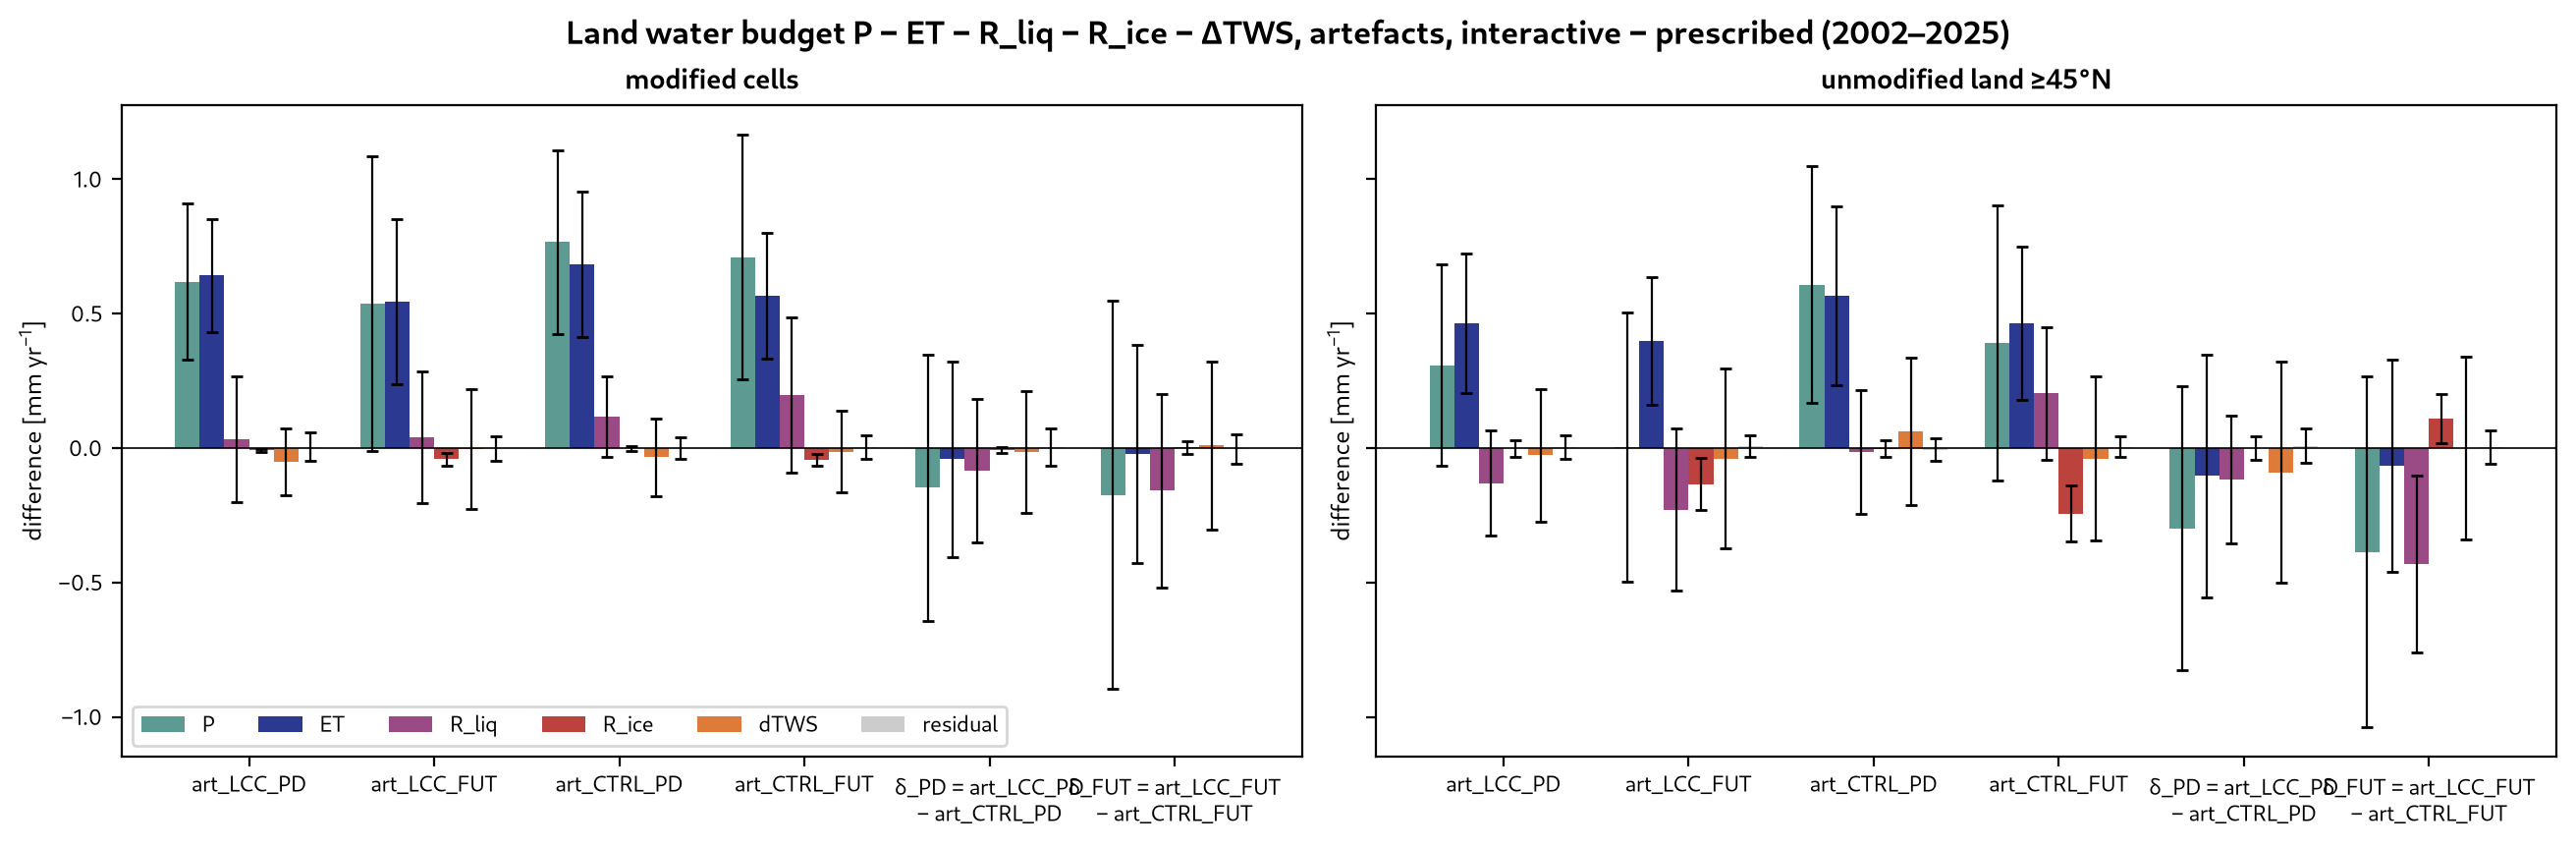 Land water budget P − ET − R_liq − R_ice − ΔTWS, artefacts, interactive − prescribed (2002–2025)
modified cells
difference [mm yr⁻¹]
1.0
0.5
0.0
−0.5
−1.0
P ET R_liq R_ice dTWS residual
art_LCC_PD art_LCC_FUT art_CTRL_PD art_CTRL_FUT δ_PD = art_LCC_PD δ_FUT = art_LCC_FUT
− art_CTRL_PD − art_CTRL_FUT
unmodified land ≥45°N
difference [mm yr⁻¹]
art_LCC_PD art_LCC_FUT art_CTRL_PD art_CTRL_FUT δ_PD = art_LCC_PD δ_FUT = art_LCC_FUT
− art_CTRL_PD − art_CTRL_FUT